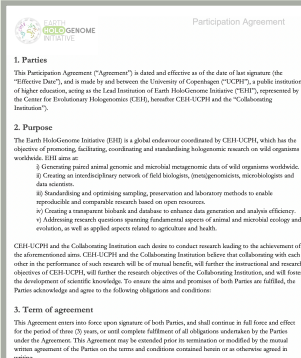 EARTH
HOLOGENOME
INITIATIVE
Participation Agreement
1. Parties
This Participation Agreement ("Agreement") is dated and effective as of the date of last signature (the
"Effective Date"), and is made by and between the University of Copenhagen ("UCPH"), a public institution
of higher education, acting as the Lead Institution of Earth Hologenome Initiative ("EHI"), represented by
the Center for Evolutionary Hologenomics (CEH), hereafter CEH-UCPH and the "Collaborating
Institution".
2. Purpose
The Earth HoloGenome Initiative (EHI) is a global endeavour coordinated by CEH-UCPH, which has the
objective of promoting, facilitating, coordinating and standardising hologenomic research on wild organisms
worldwide. EHI aims at:
i) Generating paired animal genomic and microbial metagenomic data of wild organisms worldwide.
ii) Creating an interdisciplinary network of field biologists, (meta)genomicists, microbiologists and
data scientists.
iii) Standardising and optimising sampling, preservation and laboratory methods to enable
reproducible and comparable research based on open resources.
iv) Creating a transparent biobank and database to enhance data generation and analysis efficiency.
v) Addressing research questions spanning fundamental aspects of animal and microbial ecology and
evolution, as well as applied aspects related to agriculture and health.
CEH-UCPH and the Collaborating Institution each desire to conduct research leading to the achievement of
the aforementioned aims. CEH-UCPH and the Collaborating Institution believe that collaborating with each
other in the performance of such research will be of mutual benefit, will further the instructional and research
objectives of CEH-UCPH, will further the research objectives of the Collaborating Institution, and will foster
the development of scientific knowledge. To ensure the aims and promises of both Parties are fulfilled, the
Parties acknowledge and agree to the following obligations and conditions:
3. Term of agreement
This Agreement enters into force upon signature of both Parties, and shall continue in full force and effect
for the period of three (3) years, or until complete fulfilment of all obligations undertaken by the Parties
under the Agreement. This Agreement may be extended prior to termination or modified by the mutual
written agreement of the Parties on the terms and conditions contained herein or as otherwise agreed in